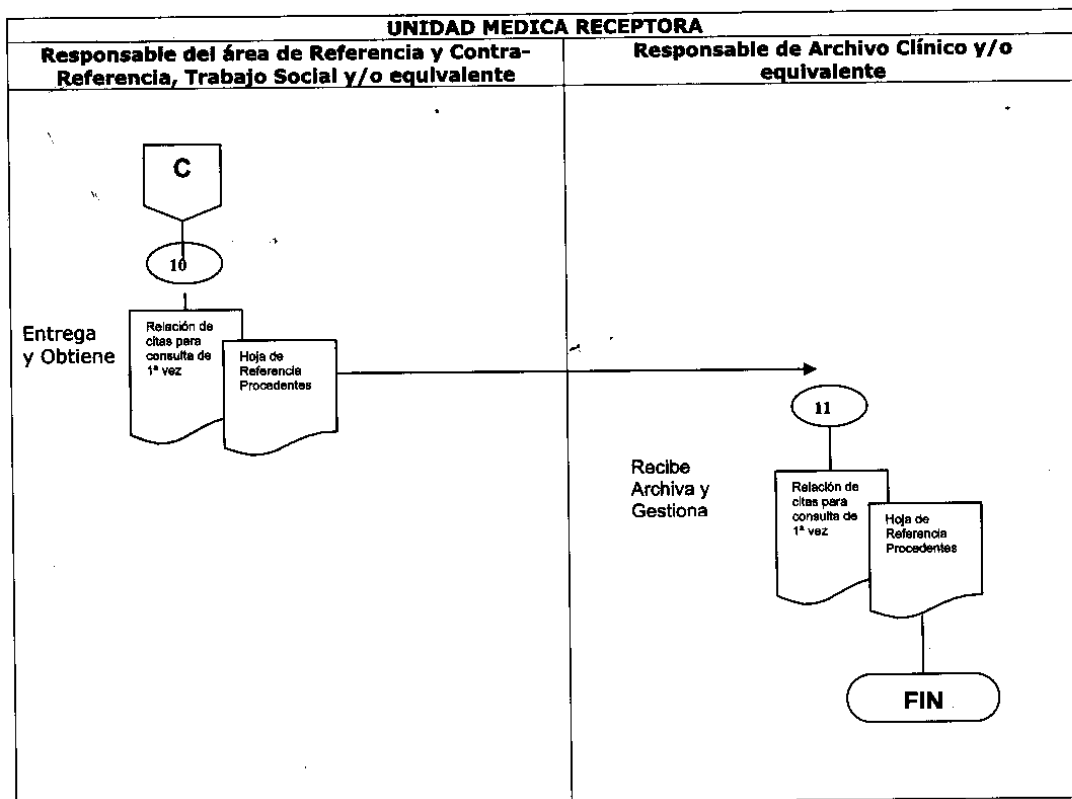 UNIDAD MEDICA RECEPTORA
Responsable del área de Referencia y Contra-
Referencia, Trabajo Social y/o equivalente
Responsable de Archivo Clínico y/o
equivalente
C
10
Entrega
y Obtiene
Relación de
citas para
consulta de
1ª vez
Hoja de
Referencia
Procedentes
11
Recibe
Archiva y
Gestiona
Relación de
citas para
consulta de
1ª vez
Hoja de
Referencia
Procedentes
FIN